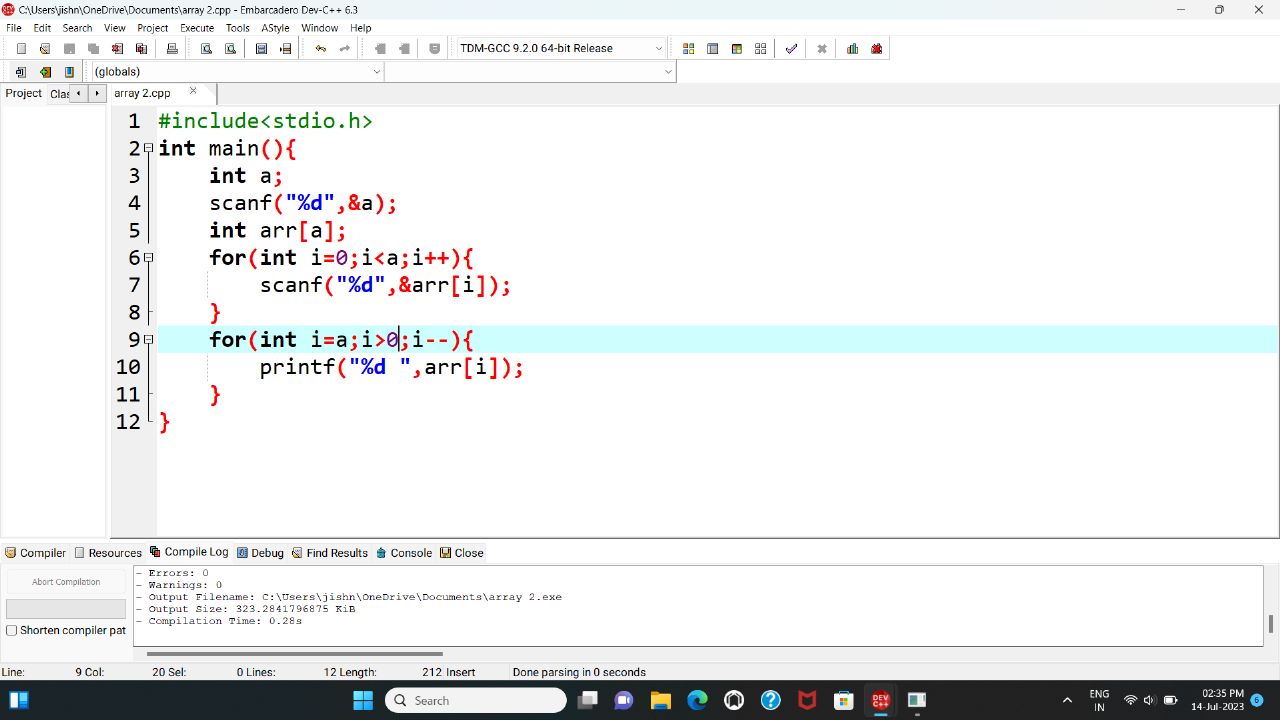 C:\Users\jishn\OneDrive\Documents\array 2.cpp - Embarcadero Dev-C++ 6.3
File Edit Search View Project Execute Tools AStyle Window Help
TDM-GCC 9.2.0 64-bit Release
(globals)
Project Clas array 2.cpp
1 #include<stdio.h>
2 int main(){
3 int a;
4 scanf("%d",&a);
5 int arr[a];
6 for(int i=0;i<a;i++){
7 scanf("%d",&arr[i]);
8 }
9 for(int i=a;i>0;i--){
10 printf("%d ",arr[i]);
11 }
12 }
Compiler Resources Compile Log Debug Find Results Console Close
Abort Compilation
Shorten compiler pat
- Errors: 0
- Warnings: 0
- Output Filename: C:\Users\jishn\OneDrive\Documents\array 2.exe
- Output Size: 323.2841796875 KiB
- Compilation Time: 0.28s
Line: 9 Col: 20 Sel: 0 Lines: 12 Length: 212 Insert Done parsing in 0 seconds
Search
DEV C++
ENG
IN
02:35 PM
14-Jul-2023
6